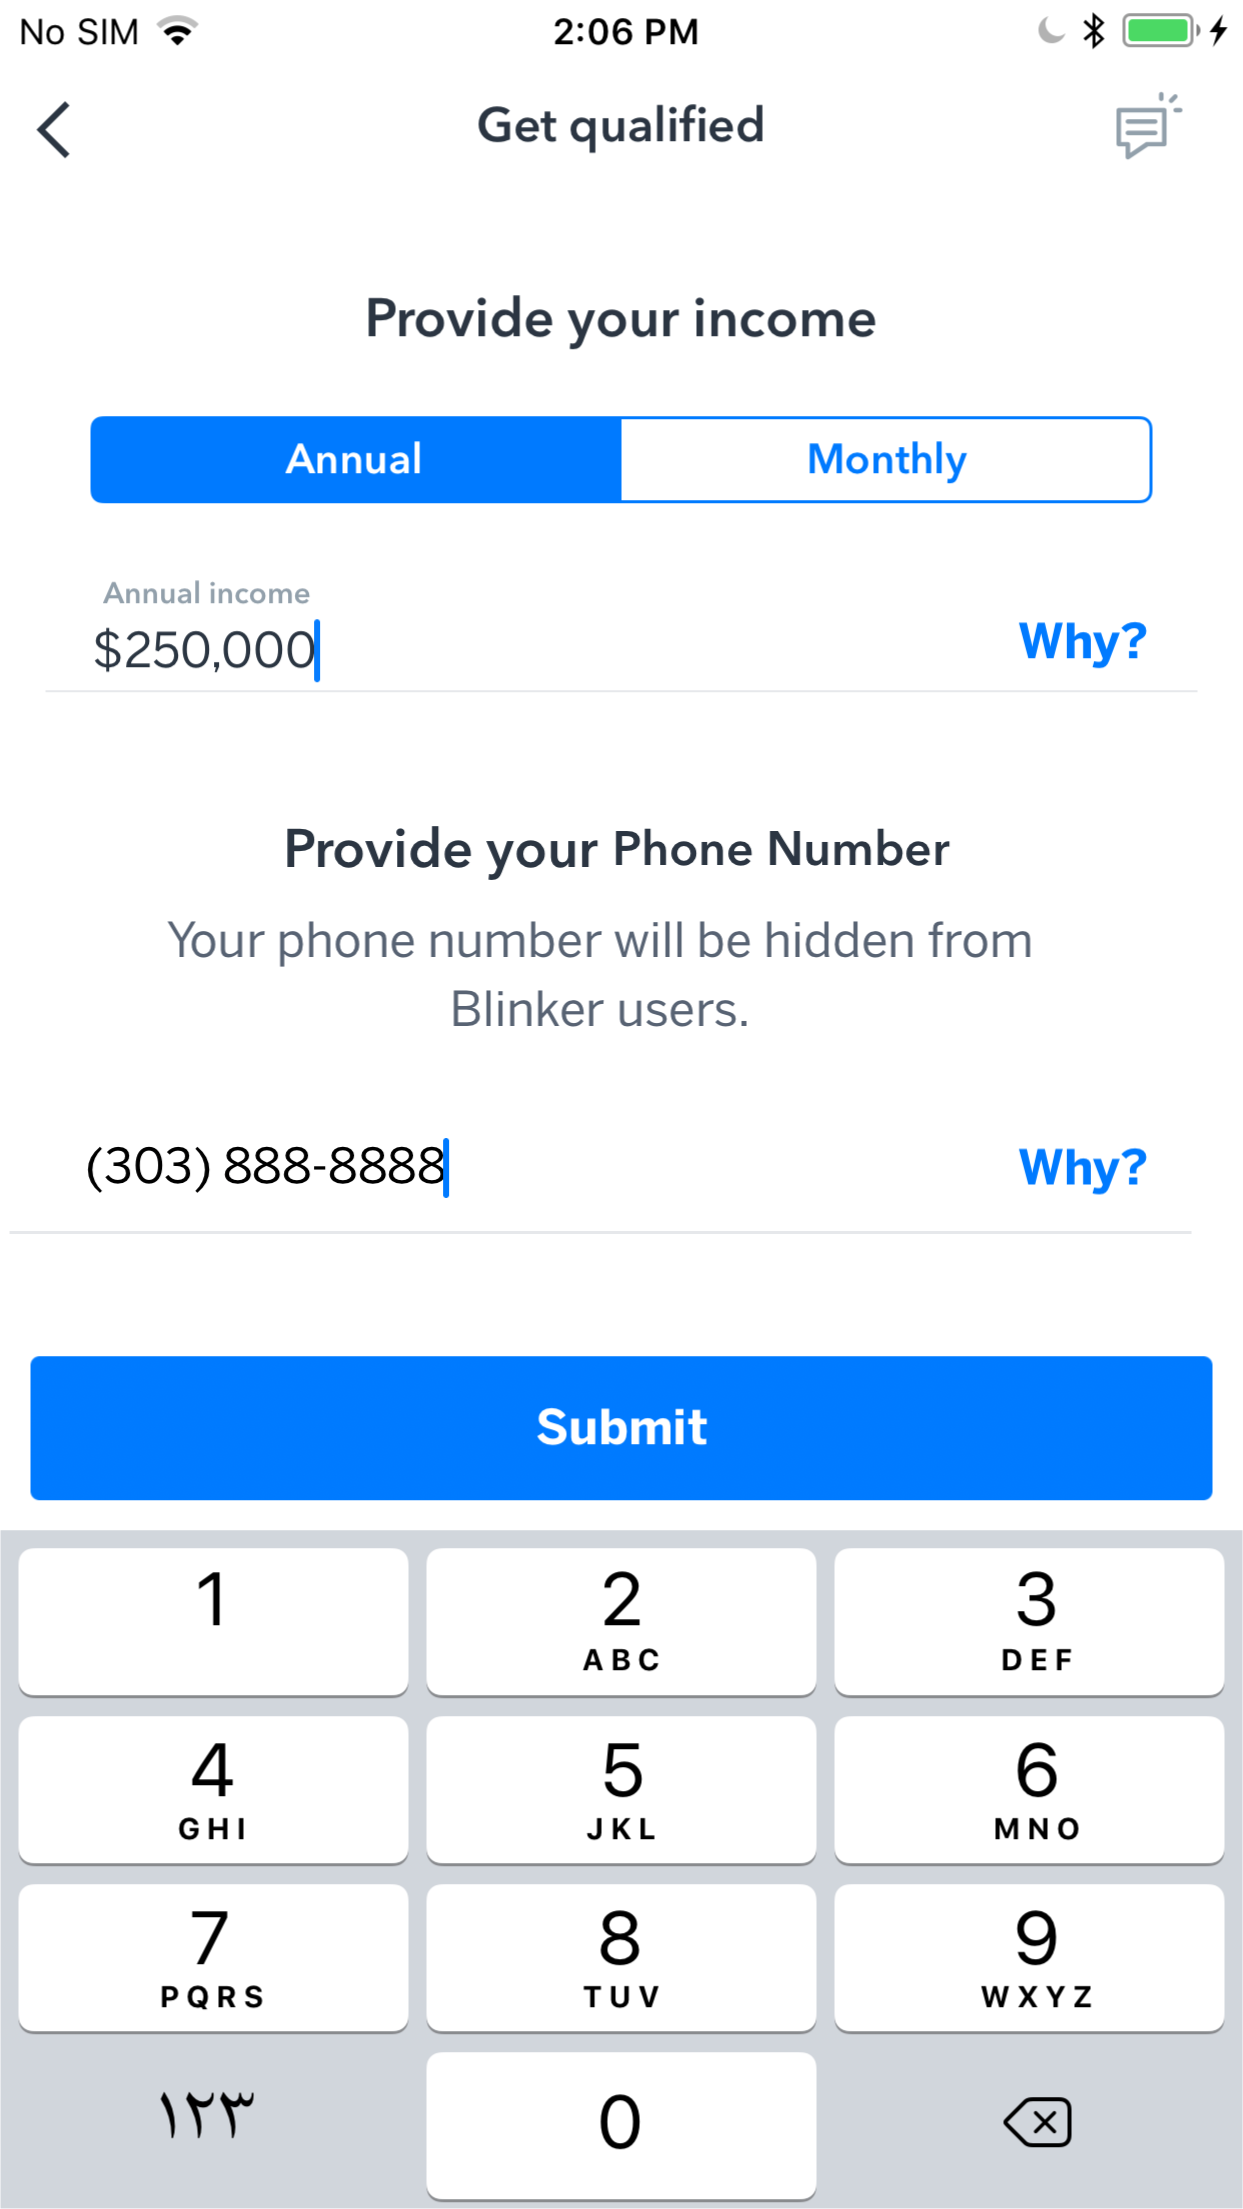 No SIM 2:06 PM
Get qualified
Provide your income
Annual Monthly
Annual income
$250,000 Why?
Provide your Phone Number
Your phone number will be hidden from
Blinker users.
(303) 888-8888 Why?
Submit
1 2 3
ABC DEF
4 5 6
GHI JKL MNO
7 8 9
PQRS TUV WXYZ
١٢٣ 0